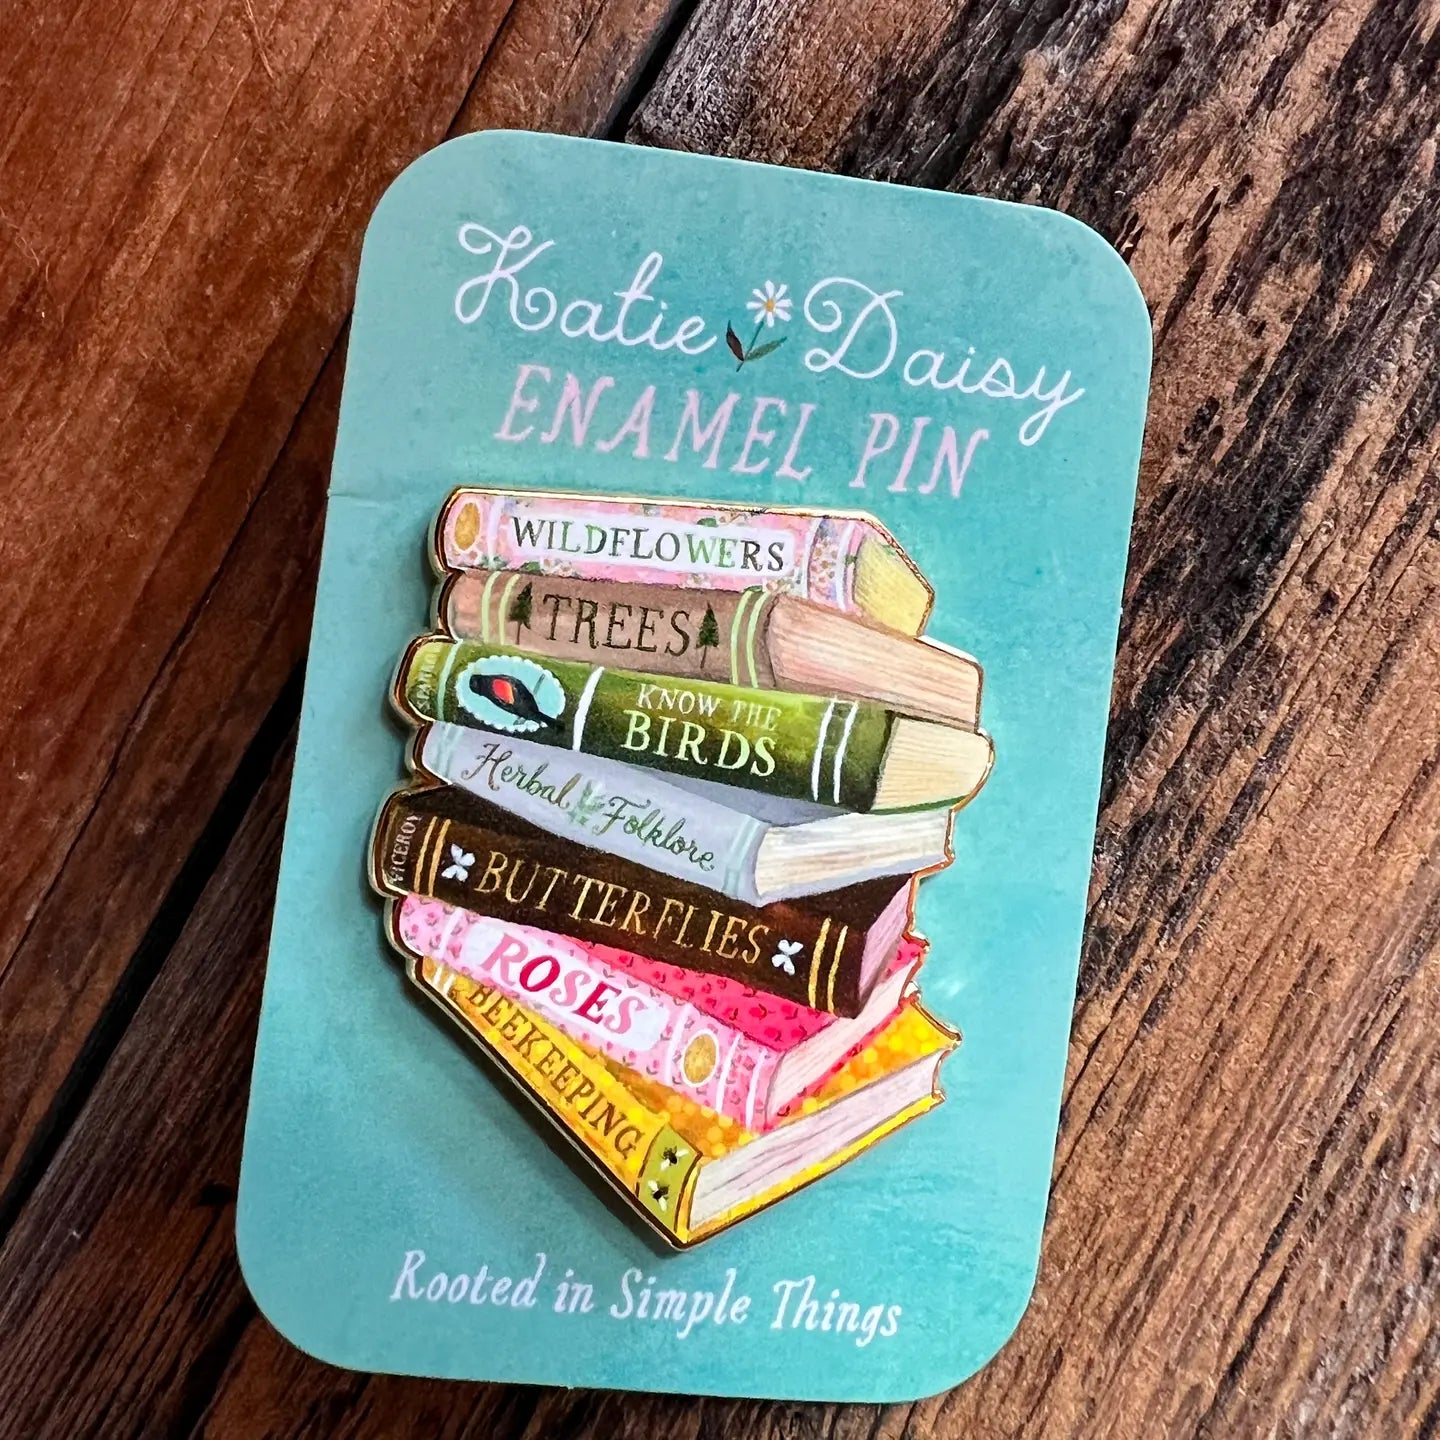 Katie Daisy
ENAMEL PIN
WILDFLOWERS
TREES
KNOW THE
BIRDS
Herbal Folklore
VICEROY
BUTTERFLIES
ROSES
BEEKEEPING
Rooted in Simple Things